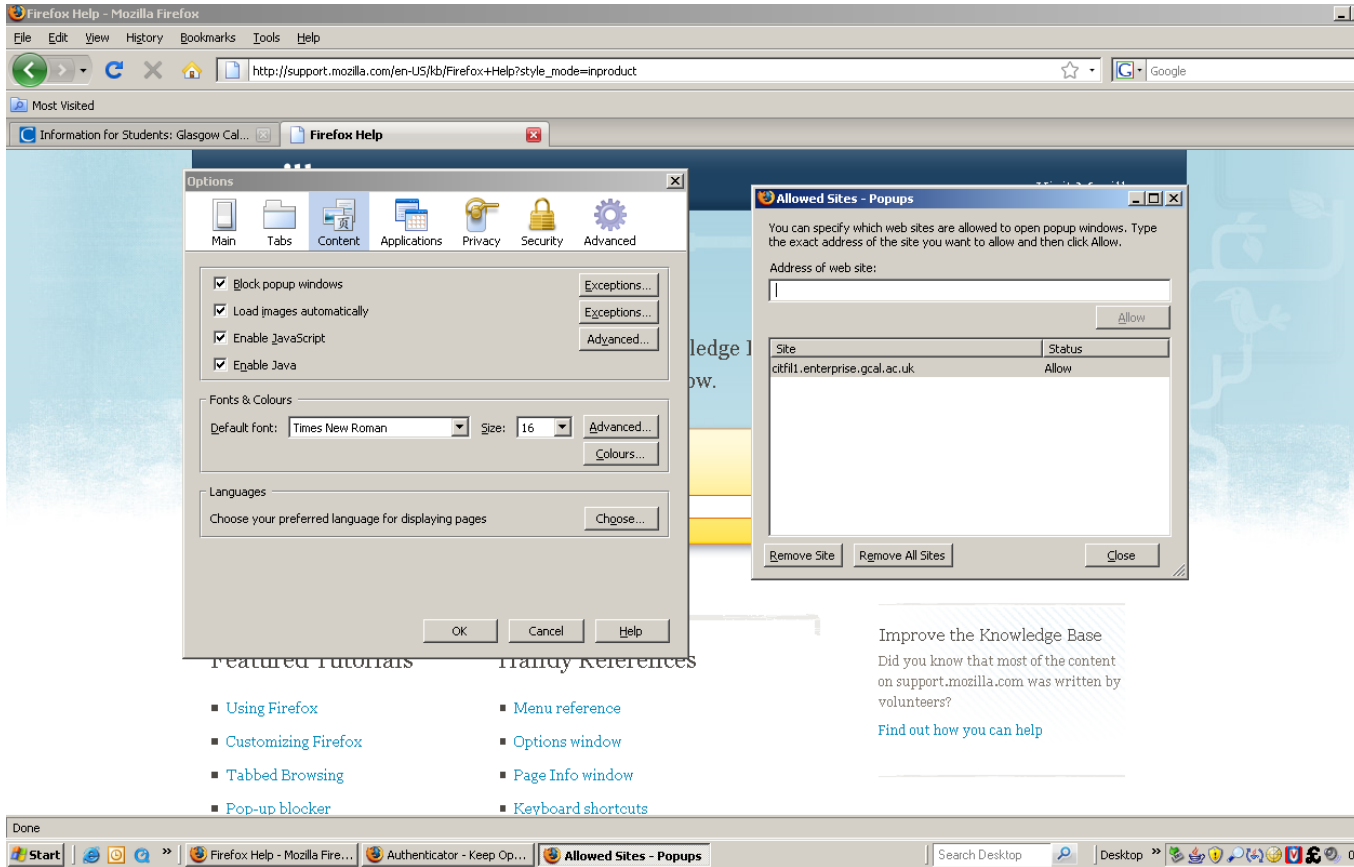 Firefox Help - Mozilla Firefox
File Edit View History Bookmarks Tools Help
http://support.mozilla.com/en-US/kb/Firefox+Help?style_mode=inproduct
G Google
Most Visited
Information for Students: Glasgow Cal...
Firefox Help
Options
Main Tabs Content Applications Privacy Security Advanced
Block popup windows Exceptions...
Load images automatically Exceptions...
Enable JavaScript Advanced...
Enable Java
Fonts & Colours
Default font: Times New Roman Size: 16 Advanced...
Colours...
Languages
Choose your preferred language for displaying pages Choose...
OK Cancel Help
Allowed Sites - Popups
You can specify which web sites are allowed to open popup windows. Type
the exact address of the site you want to allow and then click Allow.
Address of web site:
Allow
Site Status
citfil1.enterprise.gcal.ac.uk Allow
Remove Site Remove All Sites Close
Featured Tutorials
Using Firefox
Customizing Firefox
Tabbed Browsing
Pop-up blocker
Handy References
Menu reference
Options window
Page Info window
Keyboard shortcuts
Improve the Knowledge Base
Did you know that most of the content
on support.mozilla.com was written by
volunteers?
Find out how you can help
Done
Start Firefox Help - Mozilla Fire... Authenticator - Keep Op... Allowed Sites - Popups Search Desktop Desktop